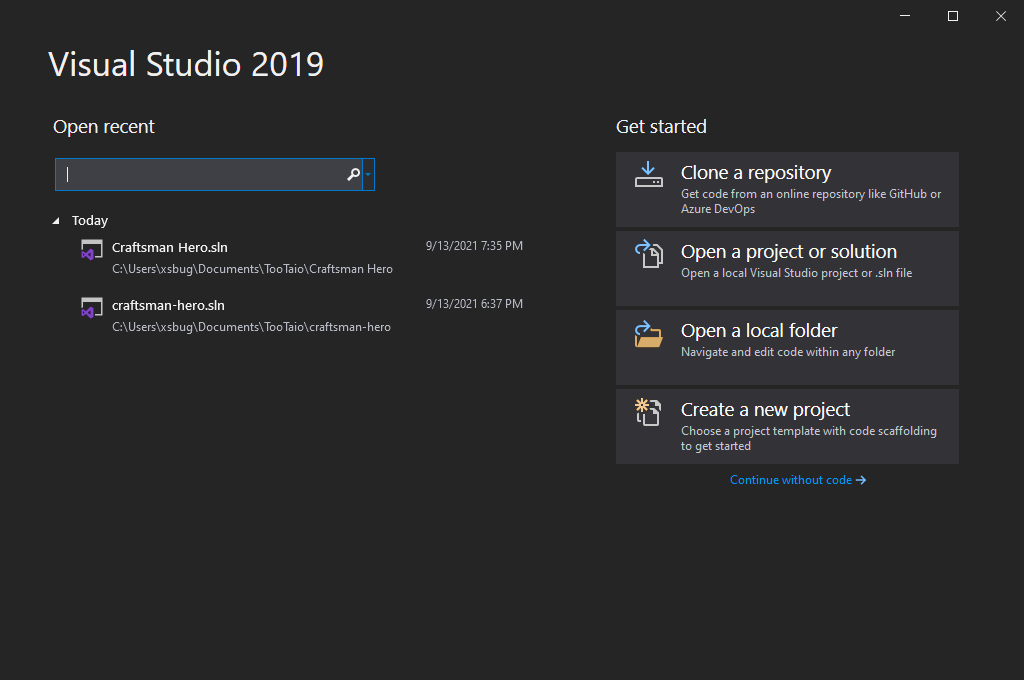 Visual Studio 2019
Open recent
Today
Craftsman Hero.sln
9/13/2021 7:35 PM
C:\Users\xsbug\Documents\TooTaio\Craftsman Hero
craftsman-hero.sln
9/13/2021 6:37 PM
C:\Users\xsbug\Documents\TooTaio\craftsman-hero
Get started
Clone a repository
Get code from an online repository like GitHub or
Azure DevOps
Open a project or solution
Open a local Visual Studio project or .sln file
Open a local folder
Navigate and edit code within any folder
Create a new project
Choose a project template with code scaffolding
to get started
Continue without code